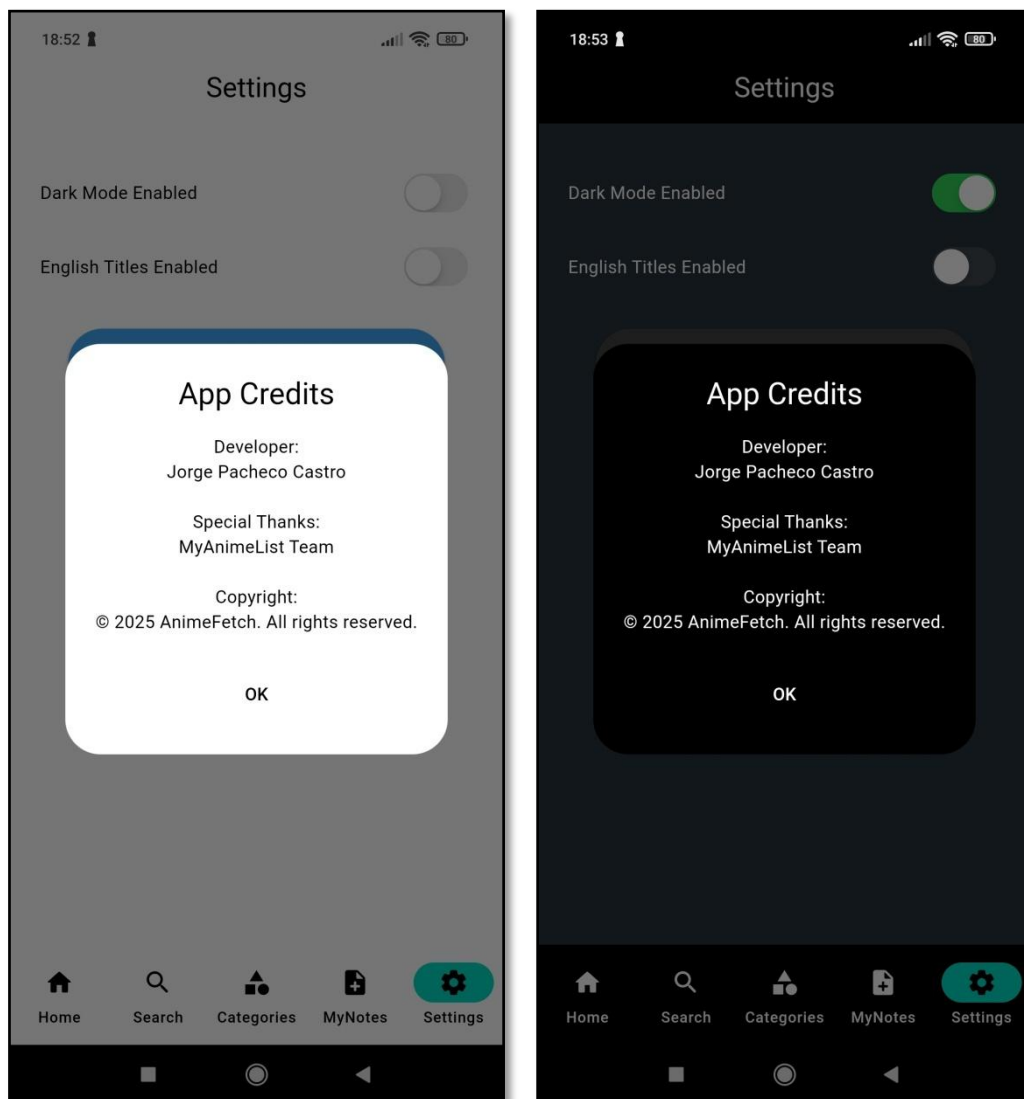 18:52
80
Settings
Dark Mode Enabled
English Titles Enabled
App Credits
Developer:
Jorge Pacheco Castro
Special Thanks:
MyAnimeList Team
Copyright:
© 2025 AnimeFetch. All rights reserved.
OK
Home Search Categories MyNotes Settings
18:53
80
Settings
Dark Mode Enabled
English Titles Enabled
App Credits
Developer:
Jorge Pacheco Castro
Special Thanks:
MyAnimeList Team
Copyright:
© 2025 AnimeFetch. All rights reserved.
OK
Home Search Categories MyNotes Settings